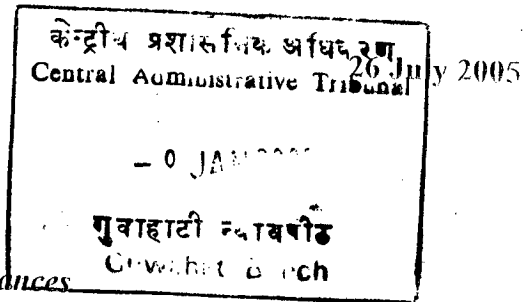 केन्द्रीय प्रशासनिक अधिकरण
Central Administrative Tribunal
26 July 2005
गुवाहाटी न्यायपीठ
Guwahati Bench
ances